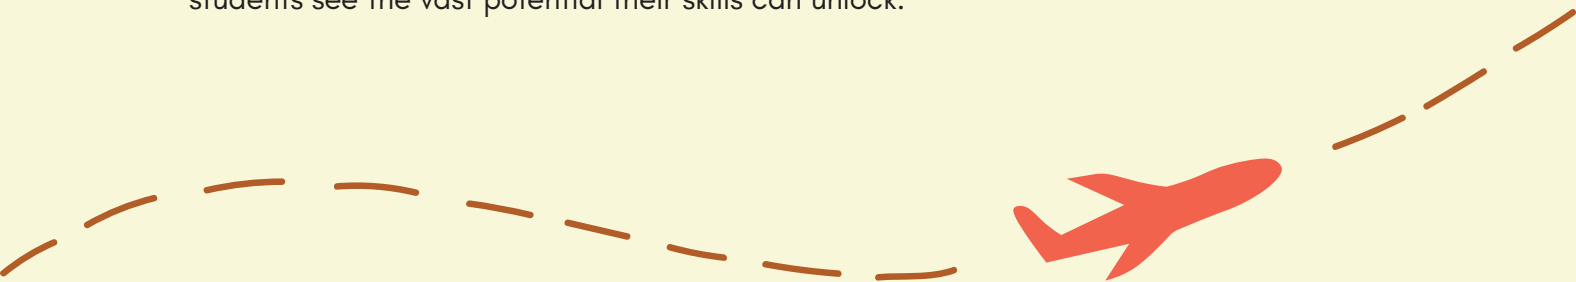 students see the vast potential their skills can unlock.